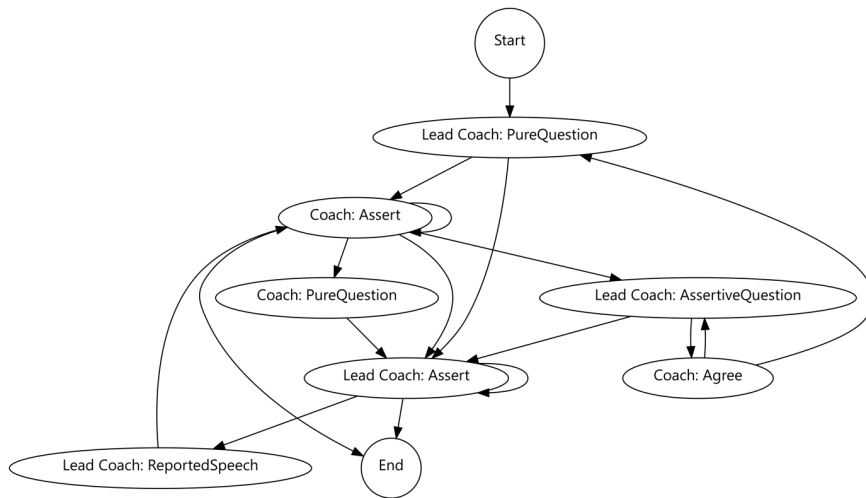 Start
Lead Coach: PureQuestion
Coach: Assert
Coach: PureQuestion
Lead Coach: AssertiveQuestion
Lead Coach: Assert
Coach: Agree
Lead Coach: ReportedSpeech
End